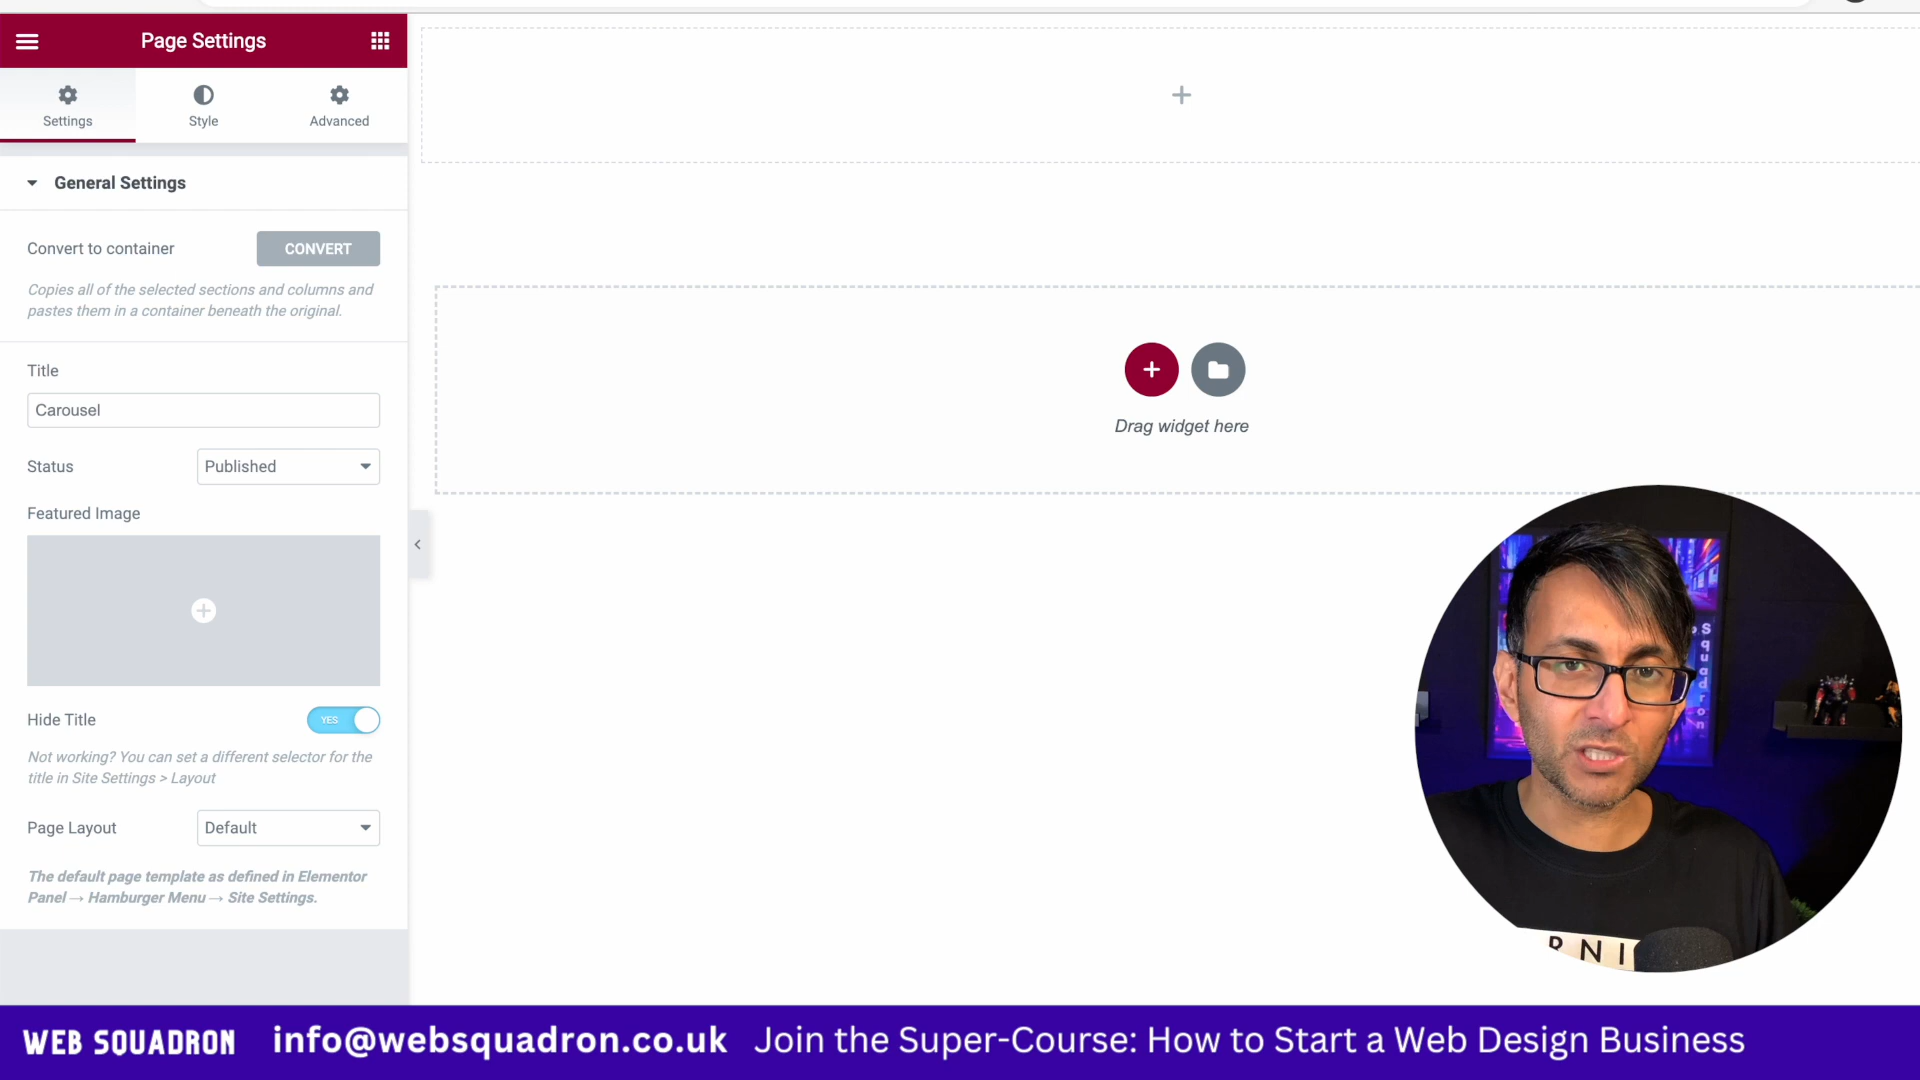 Page Settings
Settings
Style
Advanced
General Settings
Convert to container
CONVERT
Copies all of the selected sections and columns and
pastes them in a container beneath the original.
Title
Carousel
Status
Published
Featured Image
Hide Title
YES
Not working? You can set a different selector for the
title in Site Settings > Layout
Page Layout
Default
The default page template as defined in Elementor
Panel → Hamburger Menu → Site Settings.
Drag widget here
Squadron
WEB SQUADRON
info@websquadron.co.uk
Join the Super-Course: How to Start a Web Design Business